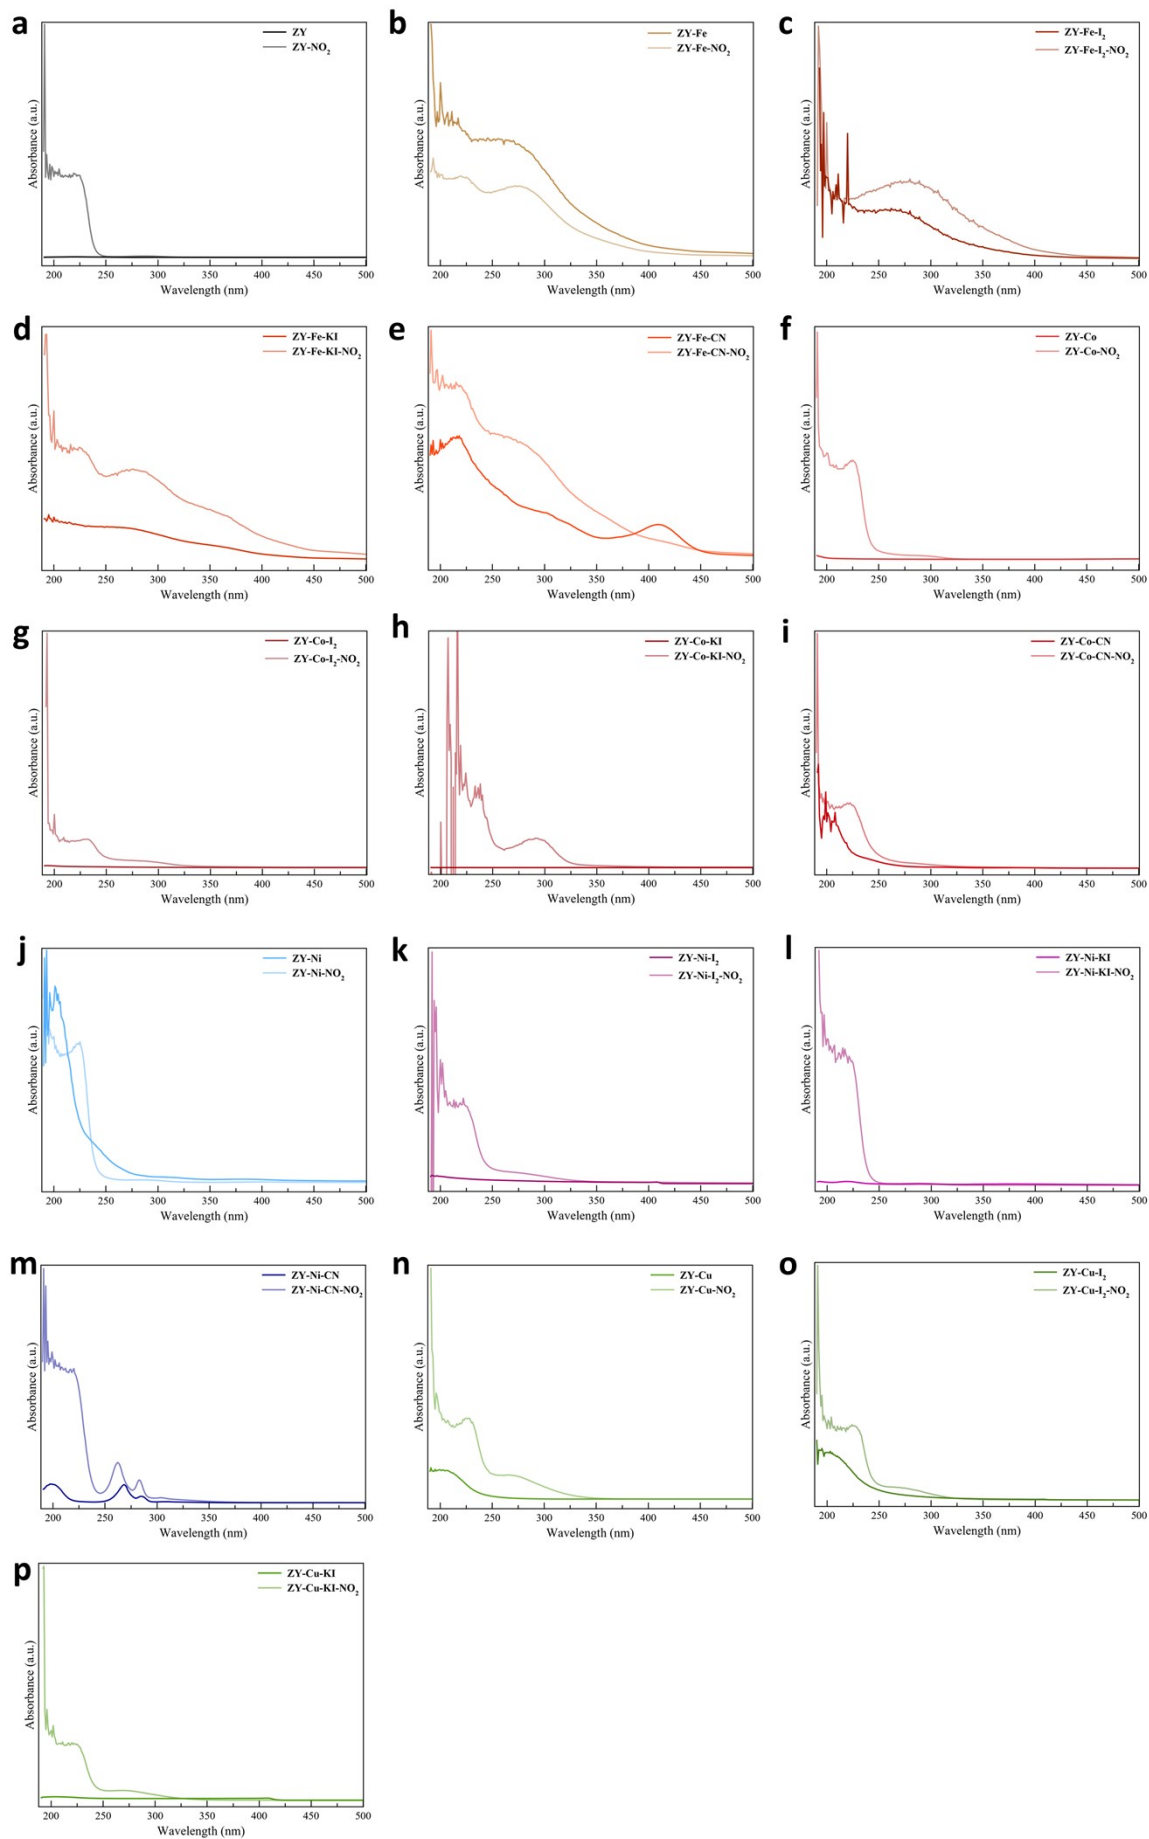 a
ZY
ZY-NO2
Absorbance (a.u.)
200 250 300 350 400 450 500
Wavelength (nm)
b
ZY-Fe
ZY-Fe-NO2
Absorbance (a.u.)
200 250 300 350 400 450 500
Wavelength (nm)
c
ZY-Fe-I2
ZY-Fe-I2-NO2
Absorbance (a.u.)
200 250 300 350 400 450 500
Wavelength (nm)
d
ZY-Fe-KI
ZY-Fe-KI-NO2
Absorbance (a.u.)
200 250 300 350 400 450 500
Wavelength (nm)
e
ZY-Fe-CN
ZY-Fe-CN-NO2
Absorbance (a.u.)
200 250 300 350 400 450 500
Wavelength (nm)
f
ZY-Co
ZY-Co-NO2
Absorbance (a.u.)
200 250 300 350 400 450 500
Wavelength (nm)
g
ZY-Co-I2
ZY-Co-I2-NO2
Absorbance (a.u.)
200 250 300 350 400 450 500
Wavelength (nm)
h
ZY-Co-KI
ZY-Co-KI-NO2
Absorbance (a.u.)
200 250 300 350 400 450 500
Wavelength (nm)
i
ZY-Co-CN
ZY-Co-CN-NO2
Absorbance (a.u.)
200 250 300 350 400 450 500
Wavelength (nm)
j
ZY-Ni
ZY-Ni-NO2
Absorbance (a.u.)
200 250 300 350 400 450 500
Wavelength (nm)
k
ZY-Ni-I2
ZY-Ni-I2-NO2
Absorbance (a.u.)
200 250 300 350 400 450 500
Wavelength (nm)
l
ZY-Ni-KI
ZY-Ni-KI-NO2
Absorbance (a.u.)
200 250 300 350 400 450 500
Wavelength (nm)
m
ZY-Ni-CN
ZY-Ni-CN-NO2
Absorbance (a.u.)
200 250 300 350 400 450 500
Wavelength (nm)
n
ZY-Cu
ZY-Cu-NO2
Absorbance (a.u.)
200 250 300 350 400 450 500
Wavelength (nm)
o
ZY-Cu-I2
ZY-Cu-I2-NO2
Absorbance (a.u.)
200 250 300 350 400 450 500
Wavelength (nm)
p
ZY-Cu-KI
ZY-Cu-KI-NO2
Absorbance (a.u.)
200 250 300 350 400 450 500
Wavelength (nm)